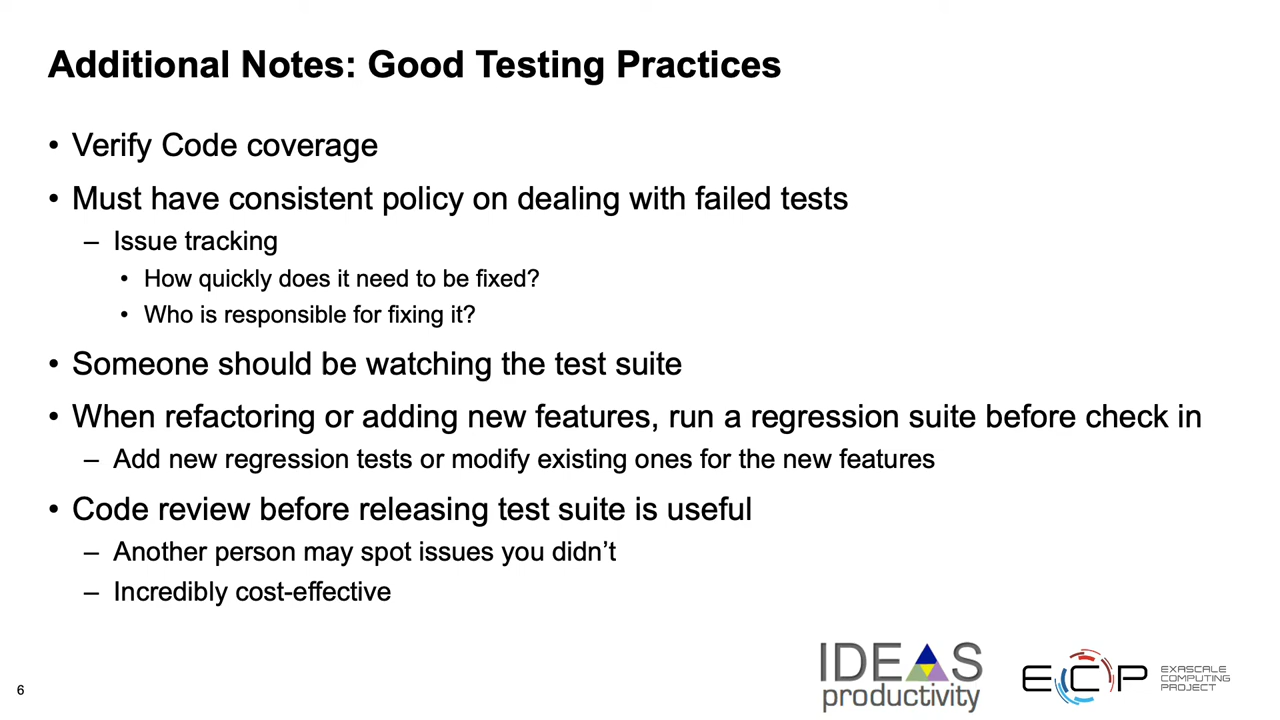 Additional Notes: Good Testing Practices
• Verify Code coverage
• Must have consistent policy on dealing with failed tests
– Issue tracking
• How quickly does it need to be fixed?
• Who is responsible for fixing it?
• Someone should be watching the test suite
• When refactoring or adding new features, run a regression suite before check in
– Add new regression tests or modify existing ones for the new features
• Code review before releasing test suite is useful
– Another person may spot issues you didn’t
– Incredibly cost-effective
6
IDEAS
productivity
ECP
EXASCALE
COMPUTING
PROJECT